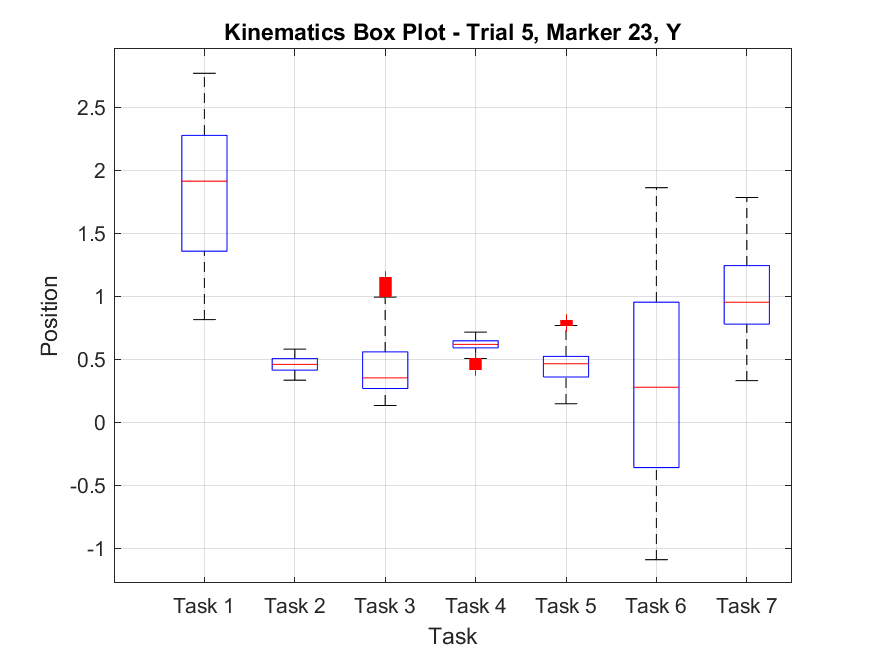 Kinematics Box Plot - Trial 5, Marker 23, Y
Position
2.5
2
1.5
1
0.5
0
-0.5
-1
Task 1 Task 2 Task 3 Task 4 Task 5 Task 6 Task 7
Task